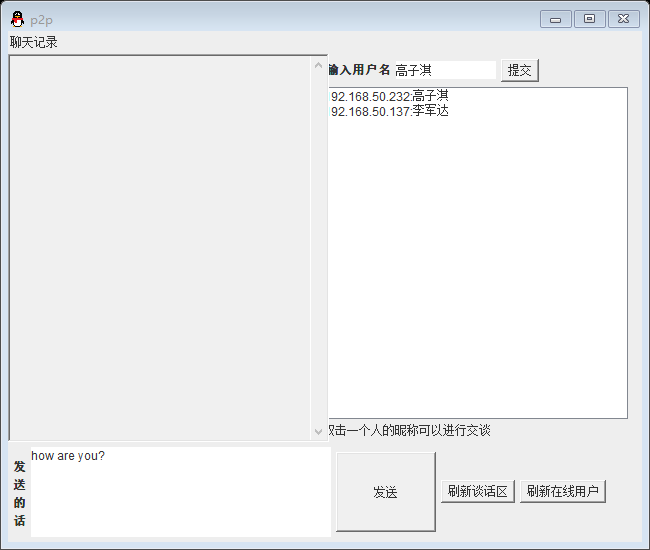 p2p
聊天记录
输入用户名 高子淇 提交
92.168.50.232:高子淇
92.168.50.137:李军达
双击一个人的昵称可以进行交谈
发送的话
how are you?
发送
刷新谈话区
刷新在线用户